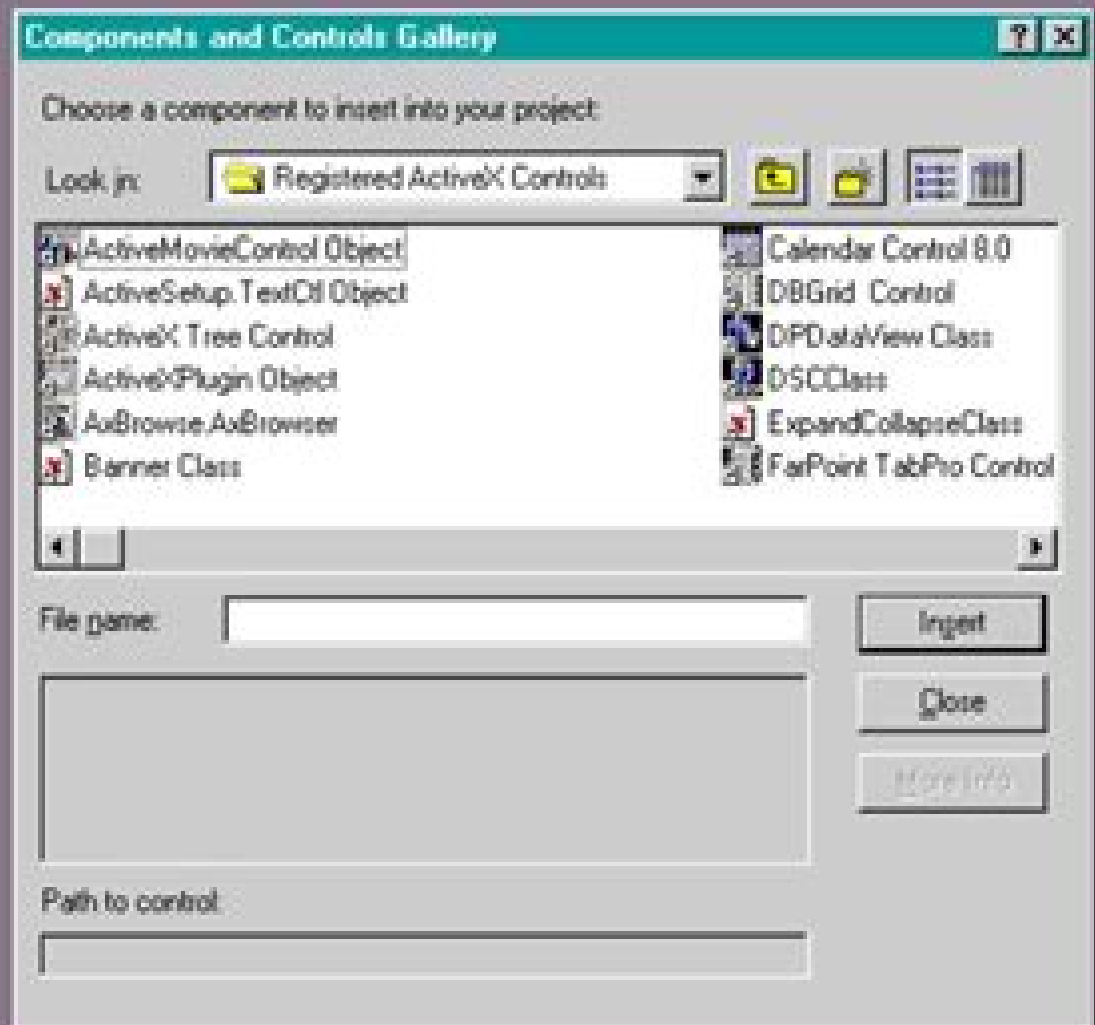 Components and Controls Gallery
Choose a component to insert into your project:
Look in:
Registered ActiveX Controls
ActiveMovieControl Object
ActiveSetup.TextCtl Object
ActiveX Tree Control
ActiveXPlugin Object
AxBrowse.AxBrowser
Banner Class
Calendar Control 8.0
DBGrid Control
DPDataView Class
DSCClass
ExpandCollapseClass
FarPoint TabPro Control
File name:
Insert
Close
More Info
Path to control: